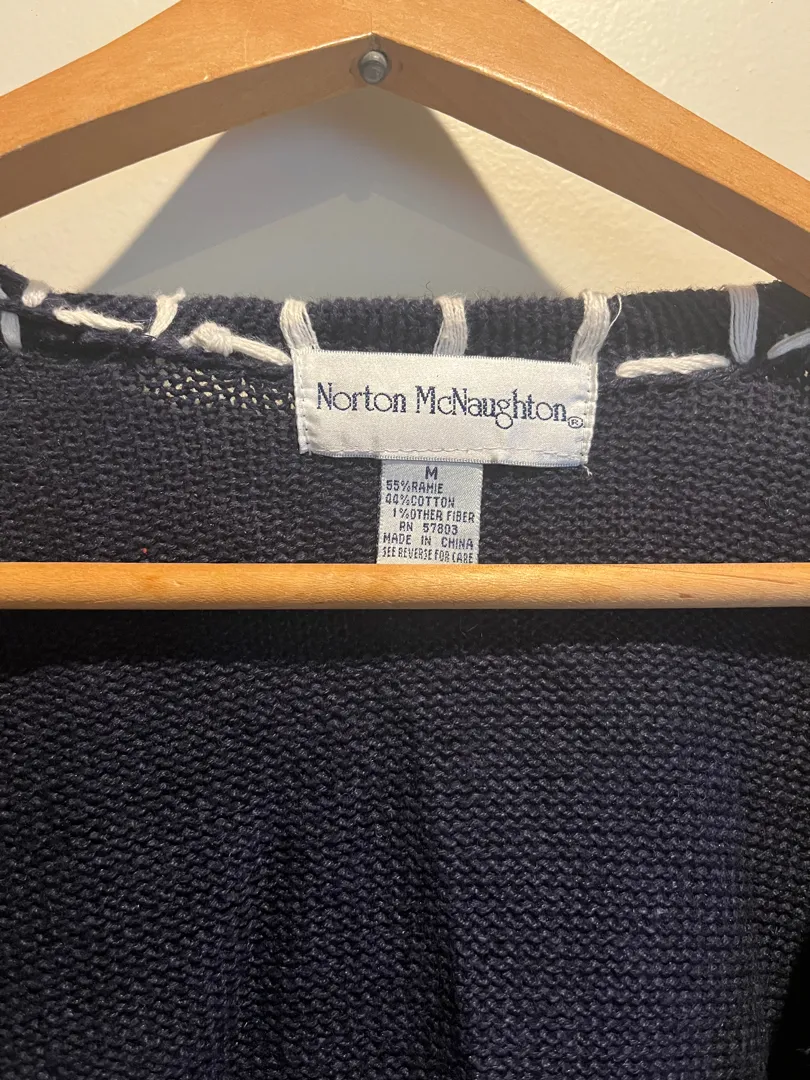 Norton McNaughton®
M
55%RAMIE
44%COTTON
1%OTHER FIBER
RN 57803
MADE IN CHINA
SEE REVERSE FOR CARE